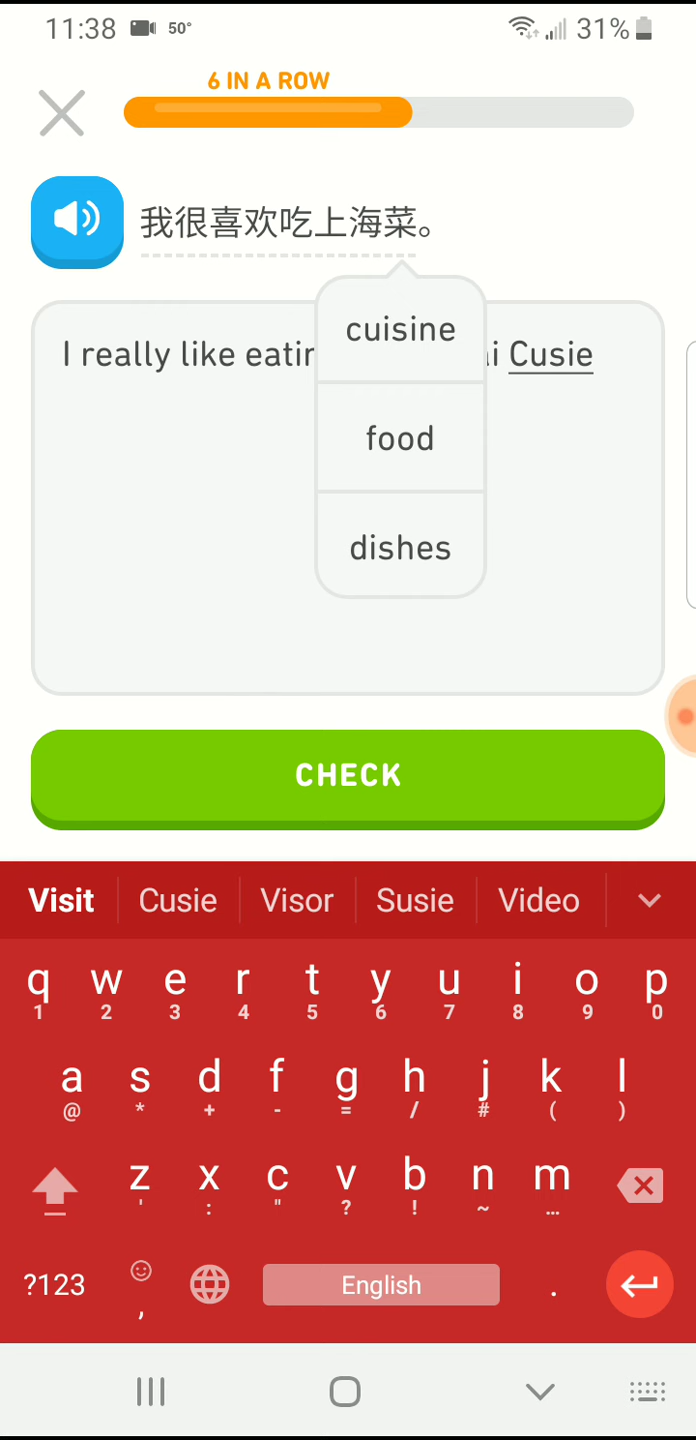 11:38 50° 31%
6 IN A ROW
我很喜欢吃上海菜。
cuisine
I really like eatin i Cusie
food
dishes
CHECK
Visit Cusie Visor Susie Video
q w e r t y u i o p
1 2 3 4 5 6 7 8 9 0
a s d f g h j k l
@ * + - = / # ( )
z x c v b n m
' : " ? ! ~ …
?123 , English .